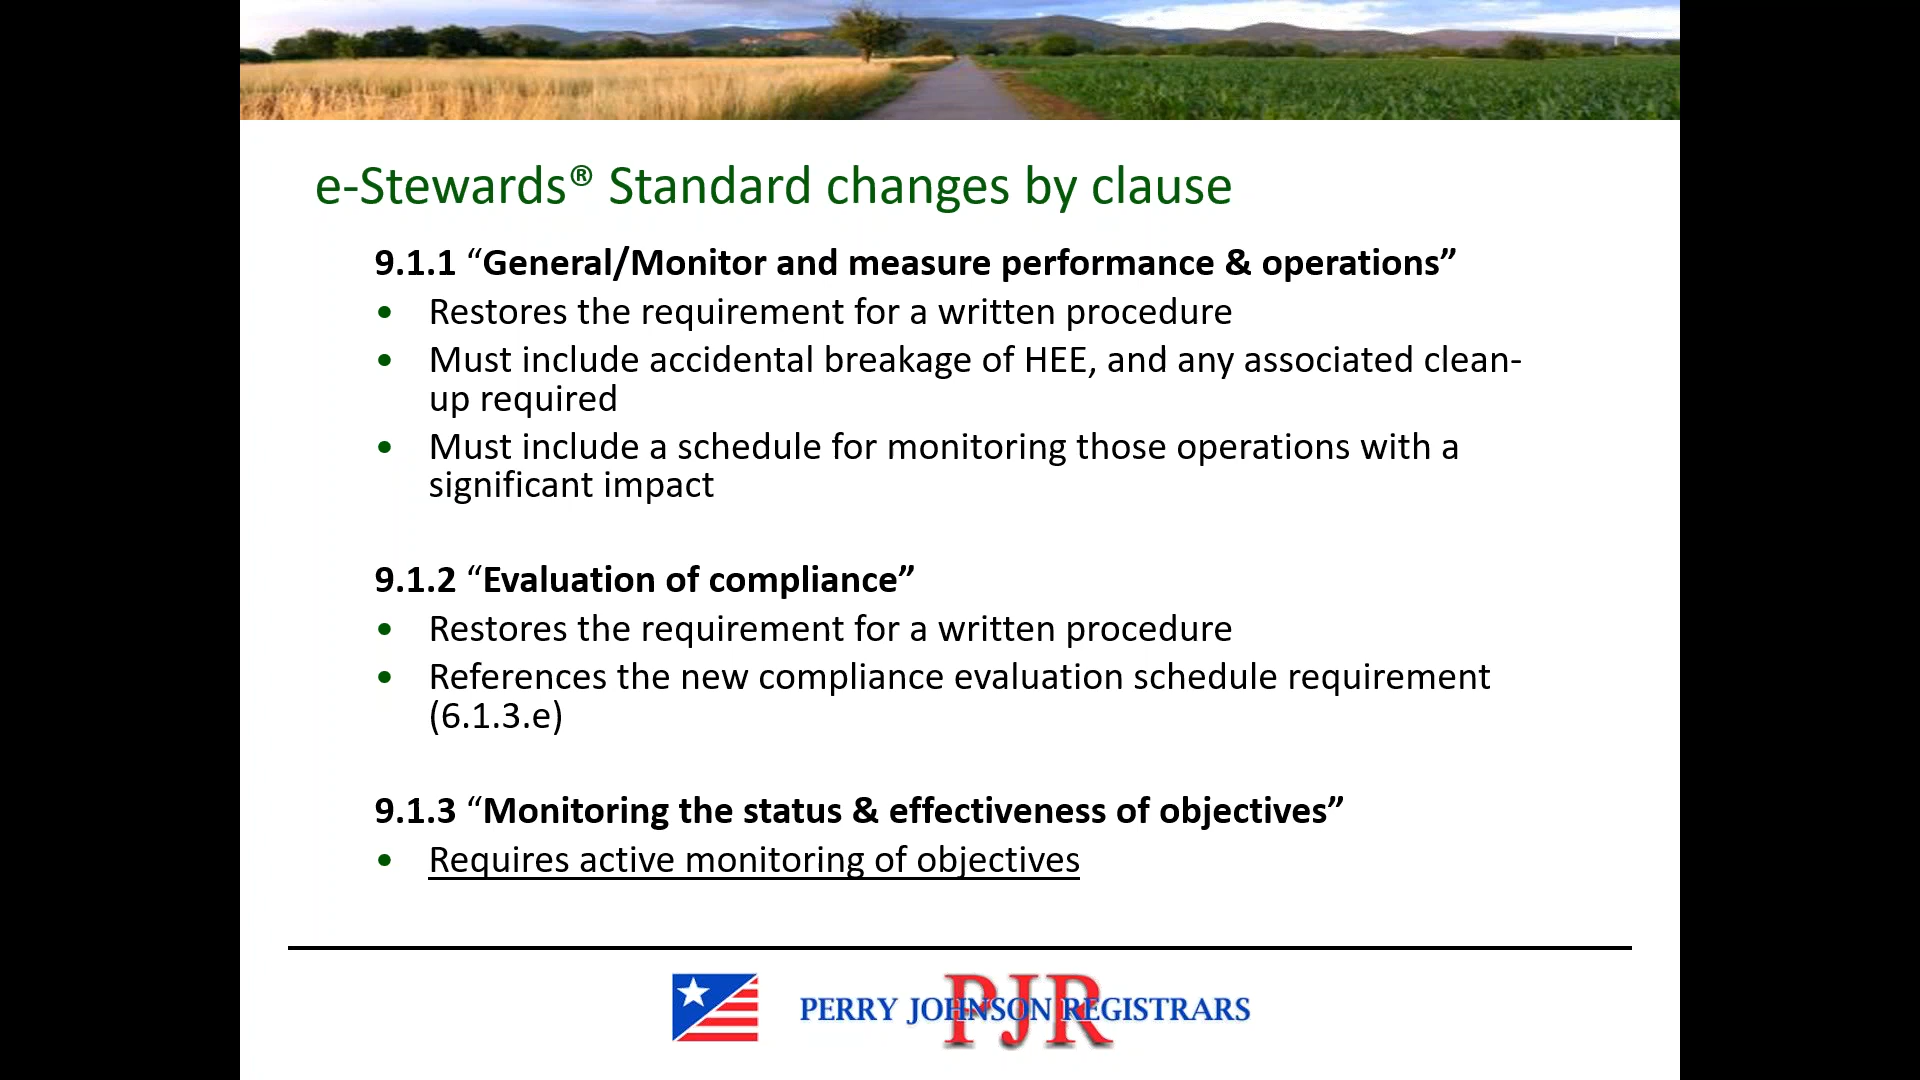 e-Stewards® Standard changes by clause
9.1.1 “General/Monitor and measure performance & operations”
• Restores the requirement for a written procedure
• Must include accidental breakage of HEE, and any associated clean-
up required
• Must include a schedule for monitoring those operations with a
significant impact
9.1.2 “Evaluation of compliance”
• Restores the requirement for a written procedure
• References the new compliance evaluation schedule requirement
(6.1.3.e)
9.1.3 “Monitoring the status & effectiveness of objectives”
• Requires active monitoring of objectives
PJR
PERRY JOHNSON REGISTRARS